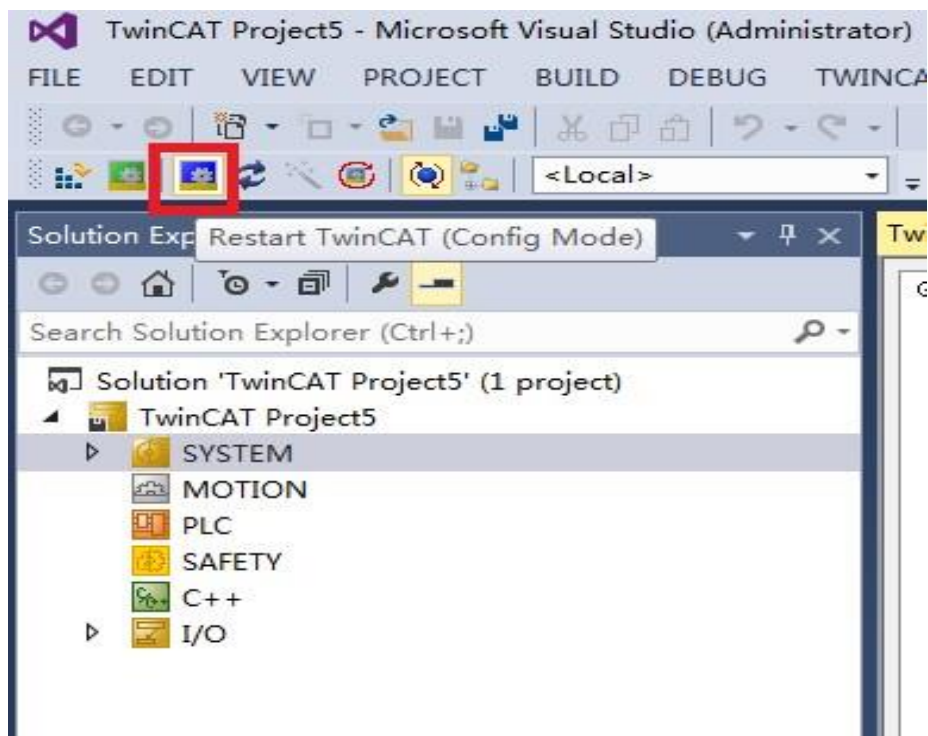 TwinCAT Project5 - Microsoft Visual Studio (Administrator)
FILE EDIT VIEW PROJECT BUILD DEBUG TWINCA
<Local>
Solution Exp
Restart TwinCAT (Config Mode)
Tw
Search Solution Explorer (Ctrl+;)
Solution 'TwinCAT Project5' (1 project)
TwinCAT Project5
SYSTEM
MOTION
PLC
SAFETY
C++
I/O